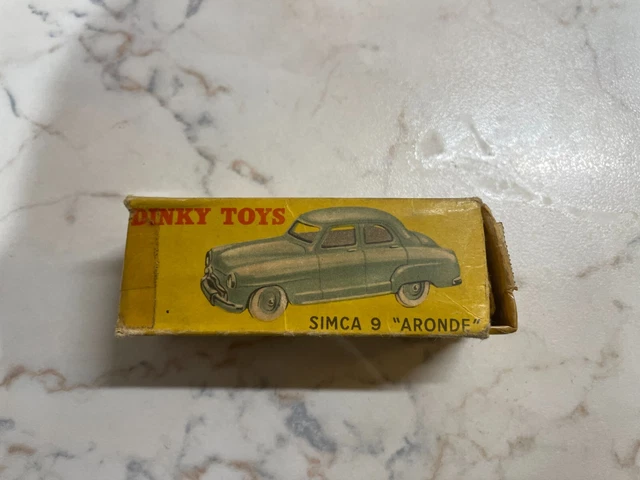 DINKY TOYS
SIMCA 9 "ARONDE"